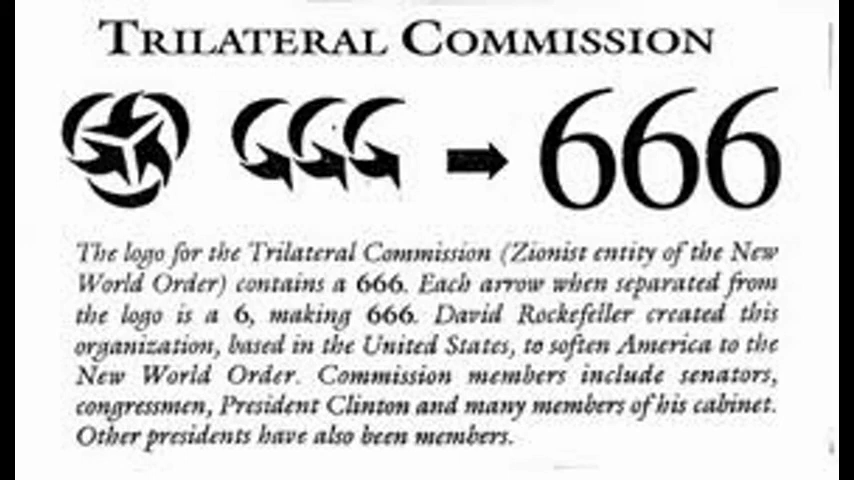 TRILATERAL COMMISSION
666
The logo for the Trilateral Commission (Zionist entity of the New
World Order) contains a 666. Each arrow when separated from
the logo is a 6, making 666. David Rockefeller created this
organization, based in the United States, to soften America to the
New World Order. Commission members include senators,
congressmen, President Clinton and many members of his cabinet.
Other presidents have also been members.